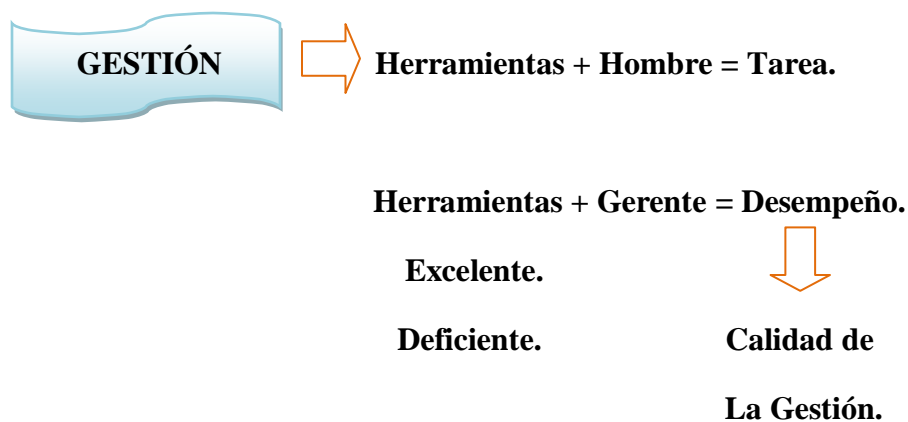 GESTIÓN
Herramientas + Hombre = Tarea.
Herramientas + Gerente = Desempeño.
Excelente.
Deficiente.
Calidad de
La Gestión.